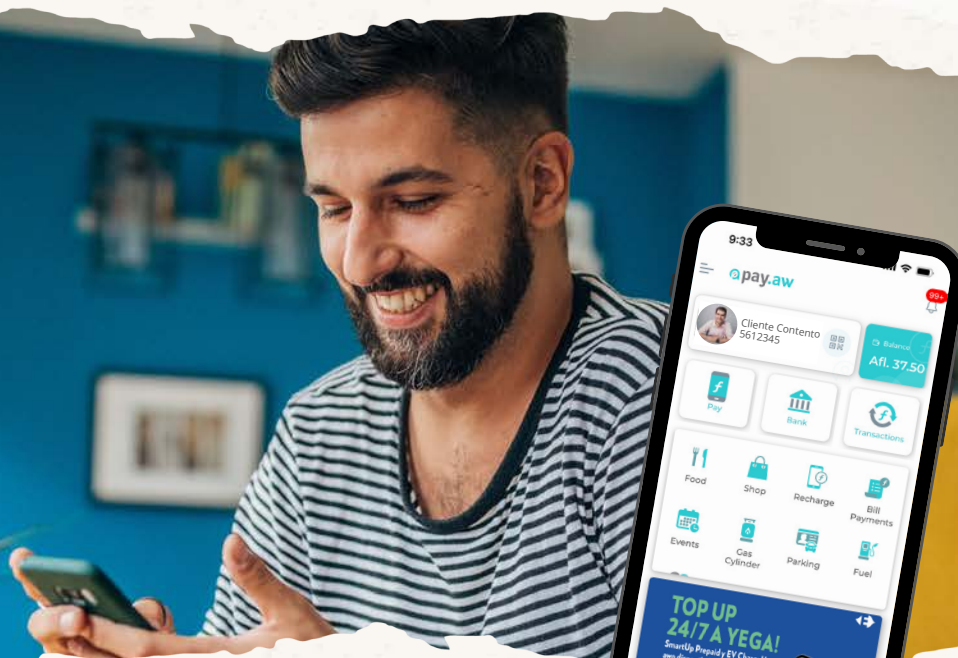 9:33
pay.aw
99+
Cliente Contento
5612345
Balance
Afl. 37.50
Pay
Bank
Transactions
Food
Shop
Recharge
Bill
Payments
Events
Gas
Cylinder
Parking
Fuel
TOP UP
24/7 A YEGA!
SmartUp Prepaid y EV